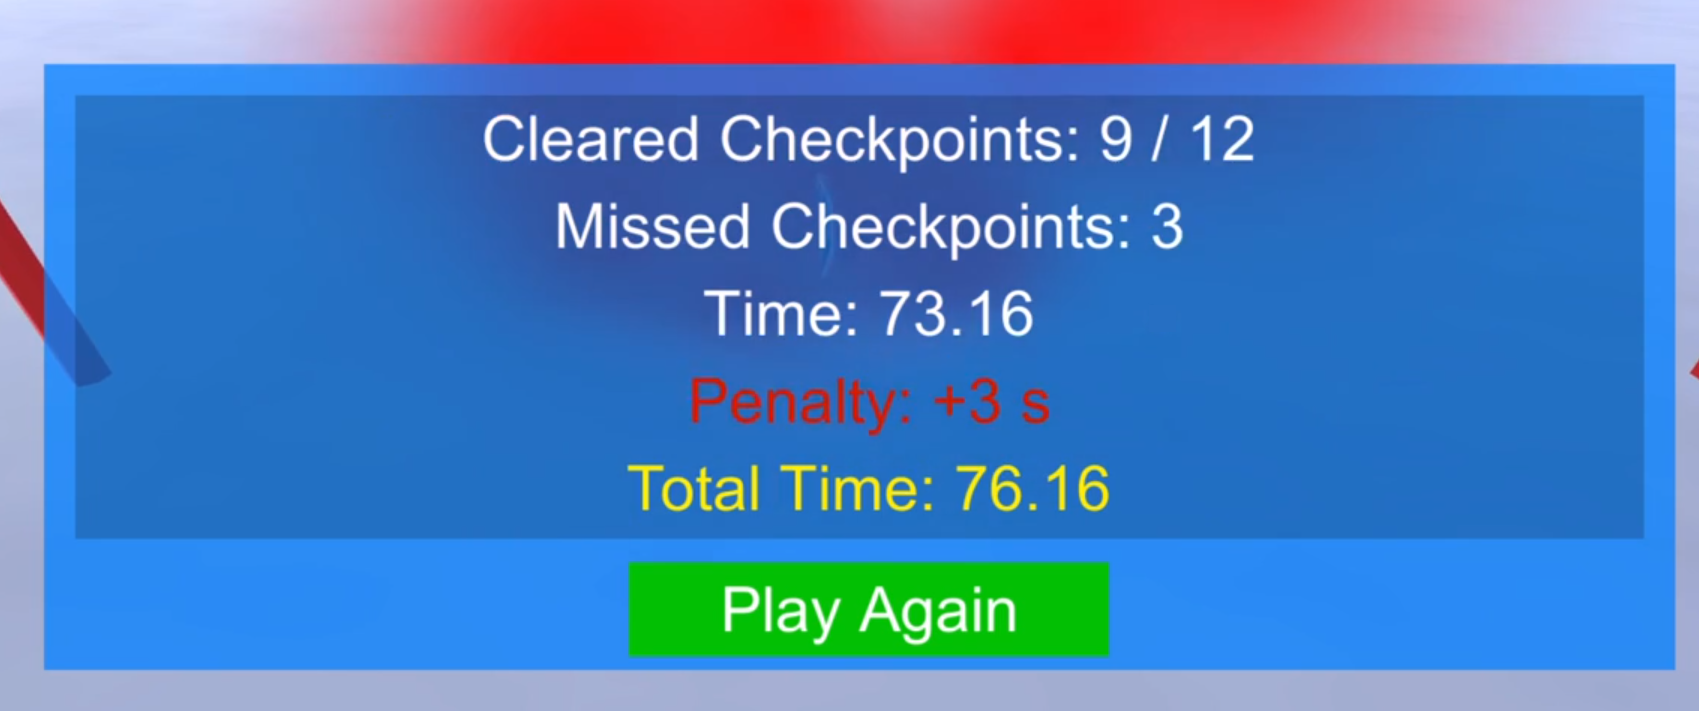 Cleared Checkpoints: 9 / 12
Missed Checkpoints: 3
Time: 73.16
Penalty: +3 s
Total Time: 76.16
Play Again